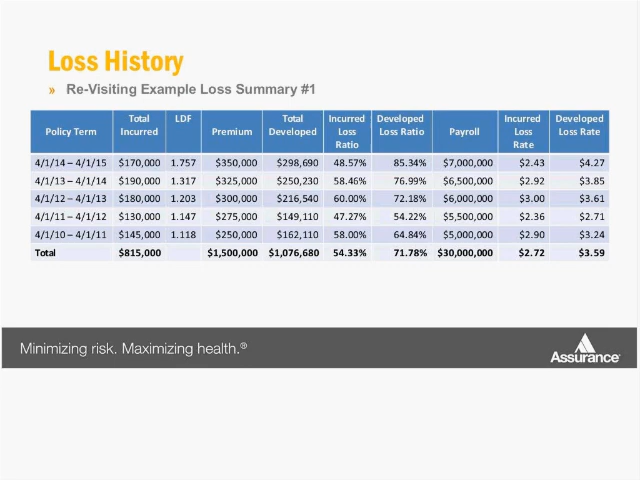 Loss History
» Re-Visiting Example Loss Summary #1
Policy Term | Total Incurred | LDF | Premium | Total Developed | Incurred Loss Ratio | Developed Loss Ratio | Payroll | Incurred Loss Rate | Developed Loss Rate
4/1/14 – 4/1/15 $170,000 1.757 $350,000 $298,690 48.57% 85.34% $7,000,000 $2.43 $4.27
4/1/13 – 4/1/14 $190,000 1.317 $325,000 $250,230 58.46% 76.99% $6,500,000 $2.92 $3.85
4/1/12 – 4/1/13 $180,000 1.203 $300,000 $216,540 60.00% 72.18% $6,000,000 $3.00 $3.61
4/1/11 – 4/1/12 $130,000 1.147 $275,000 $149,110 47.27% 54.22% $5,500,000 $2.36 $2.71
4/1/10 – 4/1/11 $145,000 1.118 $250,000 $162,110 58.00% 64.84% $5,000,000 $2.90 $3.24
Total $815,000 $1,500,000 $1,076,680 54.33% 71.78% $30,000,000 $2.72 $3.59
Minimizing risk. Maximizing health.®
Assurance